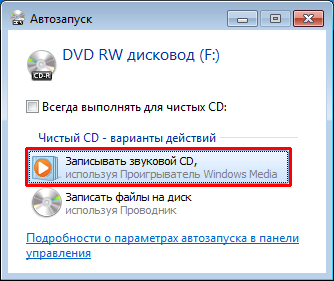 Автозапуск
DVD RW дисковод (F:)
CD-R
Всегда выполнять для чистых CD:
Чистый CD - варианты действий
Записывать звуковой CD,
используя Проигрыватель Windows Media
Записать файлы на диск
используя Проводник
Подробности о параметрах автозапуска в панели
управления